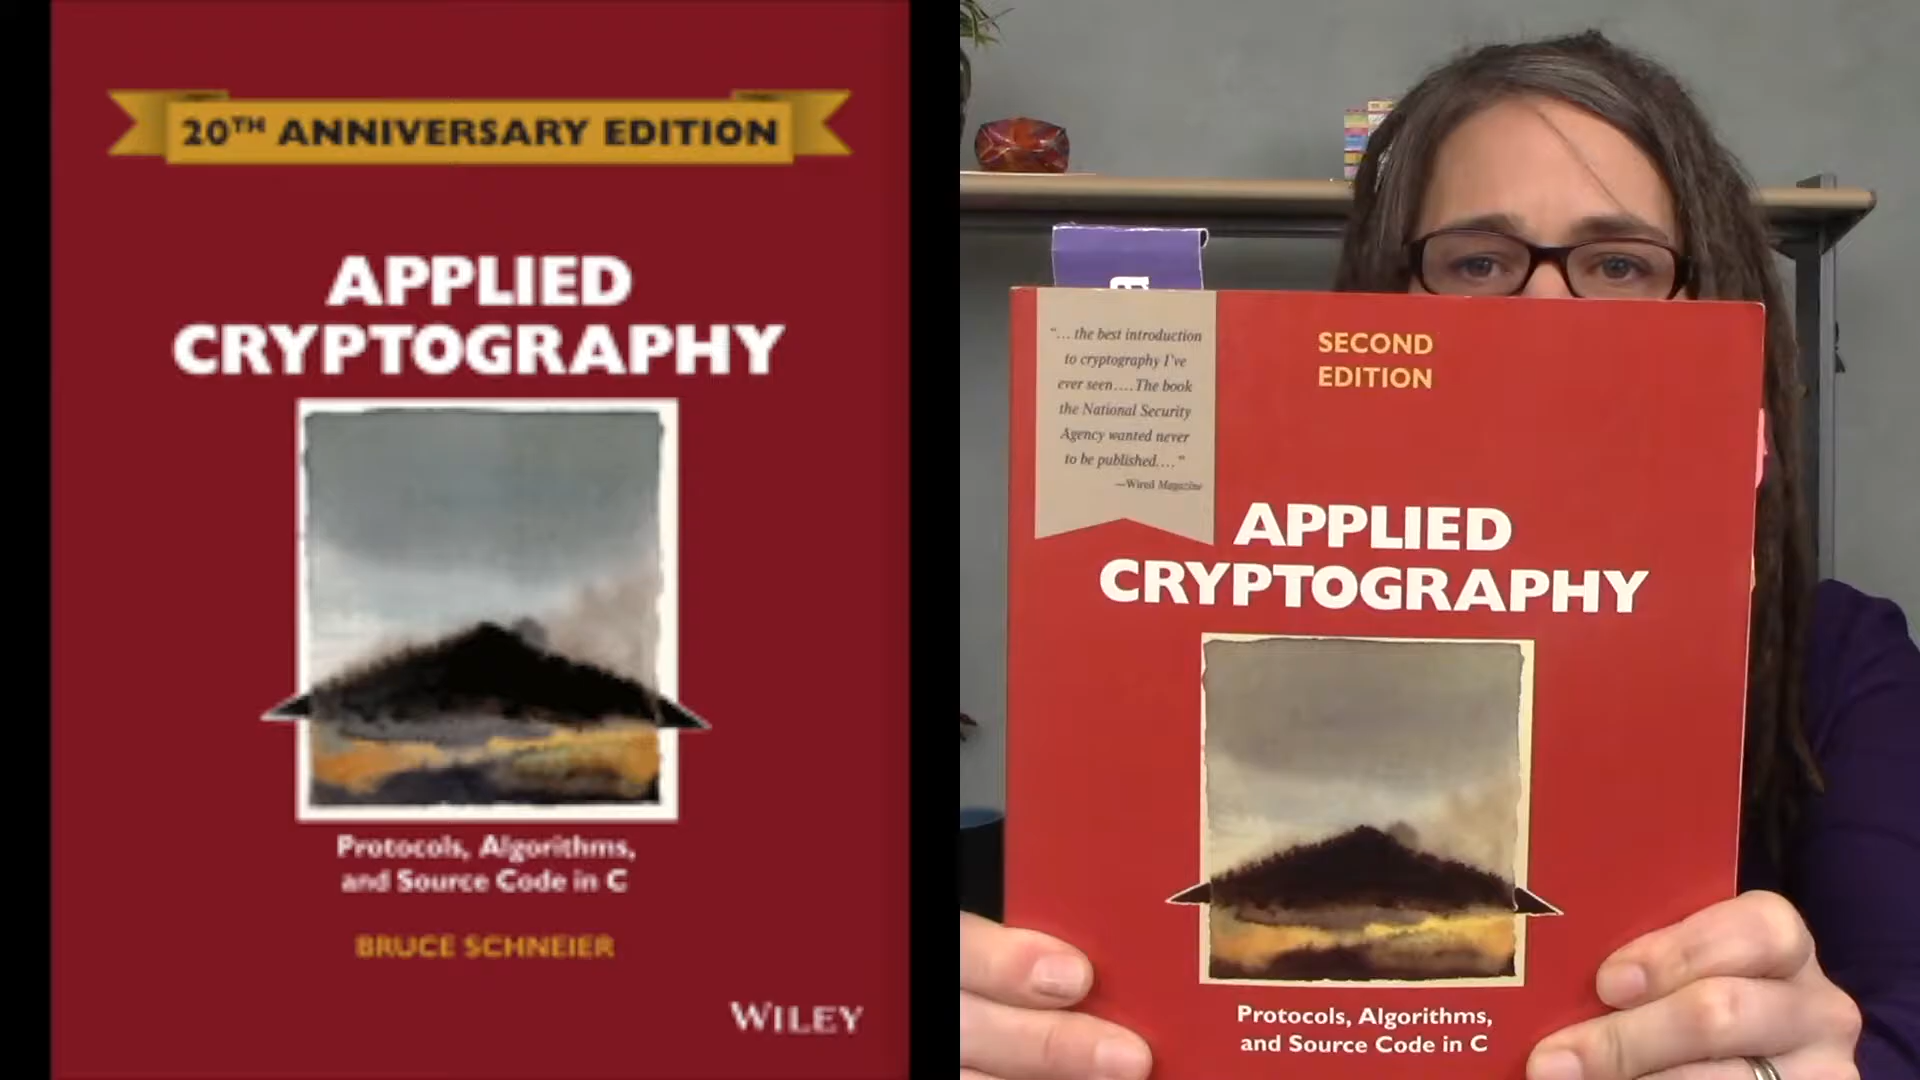 20TH ANNIVERSARY EDITION
APPLIED
CRYPTOGRAPHY
Protocols, Algorithms,
and Source Code in C
BRUCE SCHNEIER
WILEY
"... the best introduction
to cryptography I've
ever seen.... The book
the National Security
Agency wanted never
to be published...."
—Wired Magazine
SECOND
EDITION
APPLIED
CRYPTOGRAPHY
Protocols, Algorithms,
and Source Code in C